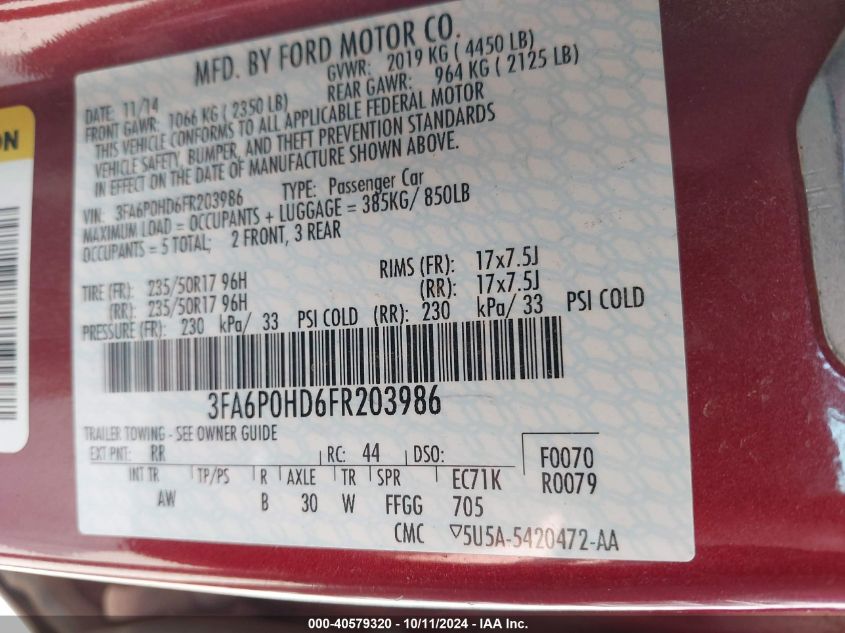 MFD. BY FORD MOTOR CO.
DATE: 11/14 GVWR: 2019 KG ( 4450 LB)
FRONT GAWR: 1066 KG ( 2350 LB) REAR GAWR: 964 KG ( 2125 LB)
THIS VEHICLE CONFORMS TO ALL APPLICABLE FEDERAL MOTOR
VEHICLE SAFETY, BUMPER, AND THEFT PREVENTION STANDARDS
IN EFFECT ON THE DATE OF MANUFACTURE SHOWN ABOVE.
VIN: 3FA6P0HD6FR203986 TYPE: Passenger Car
MAXIMUM LOAD = OCCUPANTS + LUGGAGE = 385KG/ 850LB
OCCUPANTS = 5 TOTAL; 2 FRONT, 3 REAR
TIRE (FR): 235/50R17 96H RIMS (FR): 17x7.5J
(RR): 235/50R17 96H (RR): 17x7.5J
PRESSURE (FR): 230 kPa/ 33 PSI COLD (RR): 230 kPa/ 33 PSI COLD
3FA6P0HD6FR203986
TRAILER TOWING - SEE OWNER GUIDE
EXT PNT: RR RC: 44 DSO: F0070
INT TR TP/PS R AXLE TR SPR EC71K R0079
AW B 30 W FFGG 705
CMC ▽5U5A-5420472-AA
ON
000-40579320 - 10/11/2024 - IAA Inc.